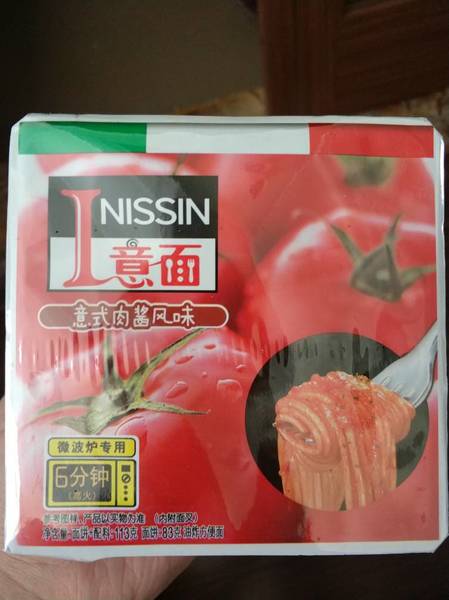 NISSIN
I意面
意式肉酱风味
微波炉专用
6分钟
(高火)
参考图样,产品以实物为准 (内附面叉)
净含量:面饼+配料:113克 面饼:83克 油炸方便面